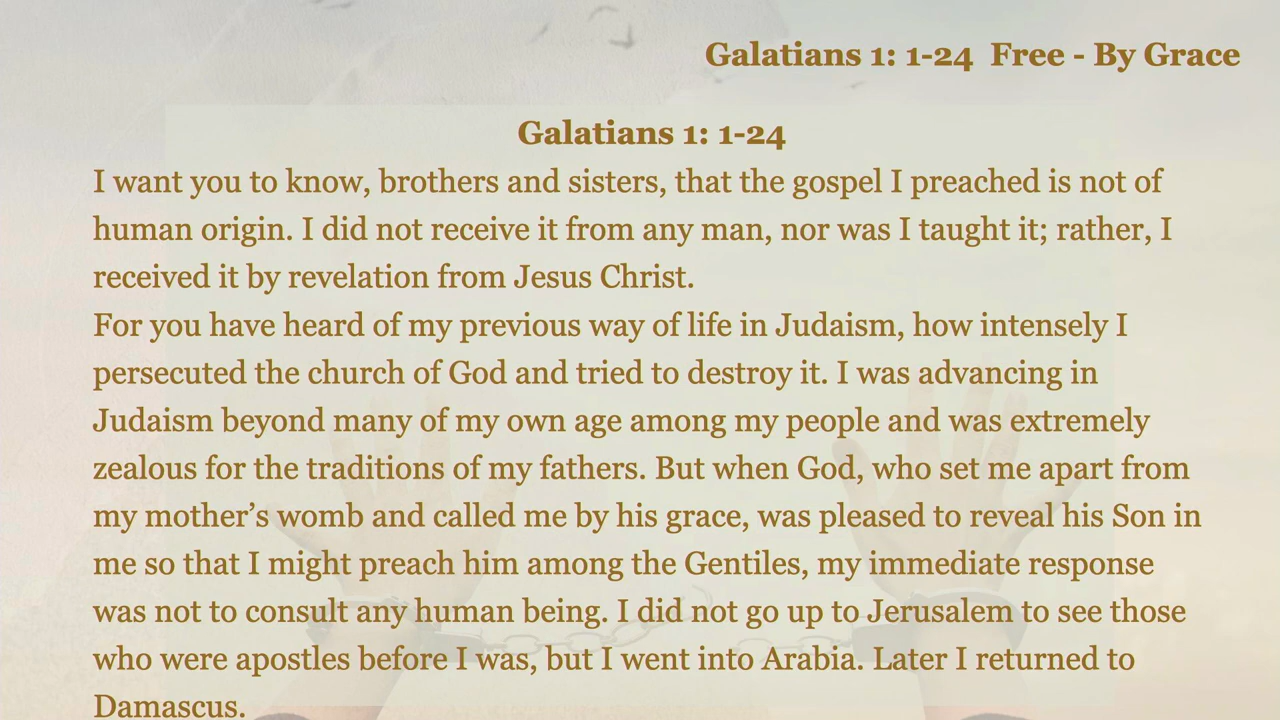 Galatians 1: 1-24  Free - By Grace
Galatians 1: 1-24
I want you to know, brothers and sisters, that the gospel I preached is not of
human origin. I did not receive it from any man, nor was I taught it; rather, I
received it by revelation from Jesus Christ.
For you have heard of my previous way of life in Judaism, how intensely I
persecuted the church of God and tried to destroy it. I was advancing in
Judaism beyond many of my own age among my people and was extremely
zealous for the traditions of my fathers. But when God, who set me apart from
my mother’s womb and called me by his grace, was pleased to reveal his Son in
me so that I might preach him among the Gentiles, my immediate response
was not to consult any human being. I did not go up to Jerusalem to see those
who were apostles before I was, but I went into Arabia. Later I returned to
Damascus.